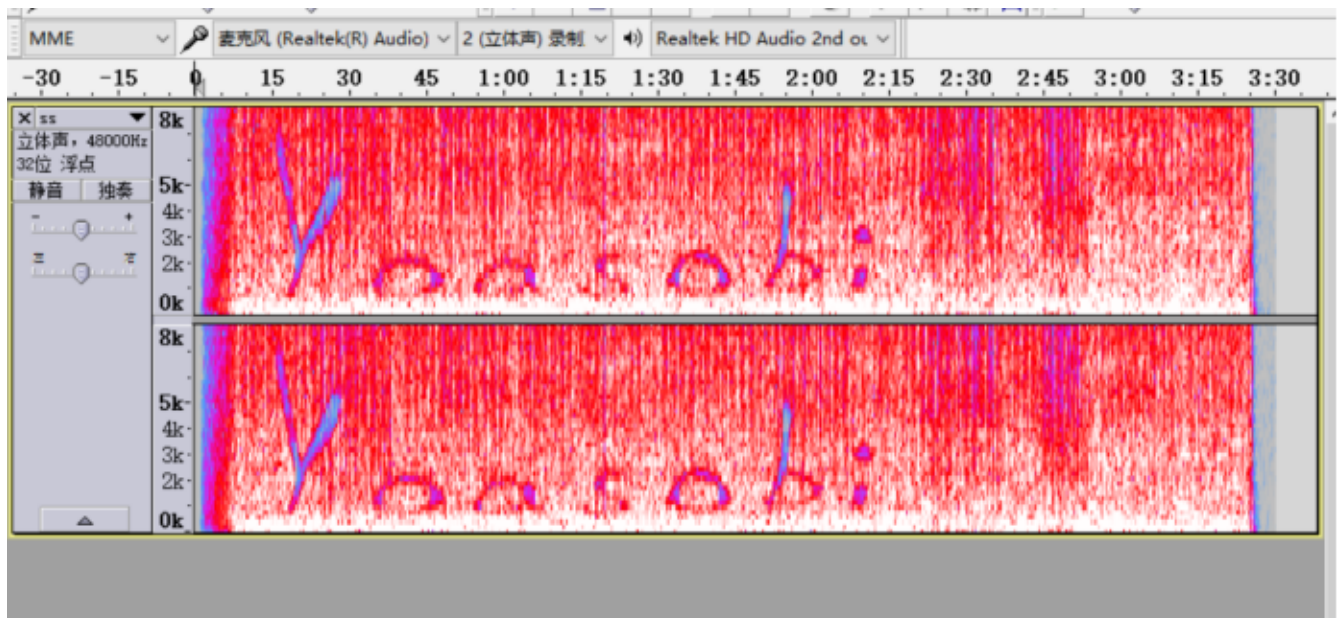 MME 麦克风 (Realtek(R) Audio) 2 (立体声) 录制 Realtek HD Audio 2nd ou
-30 -15 0 15 30 45 1:00 1:15 1:30 1:45 2:00 2:15 2:30 2:45 3:00 3:15 3:30
× ss
立体声, 48000Hz
32位 浮点
静音 独奏
- +
8k
5k
4k
3k
2k
0k
8k
5k
4k
3k
2k
0k